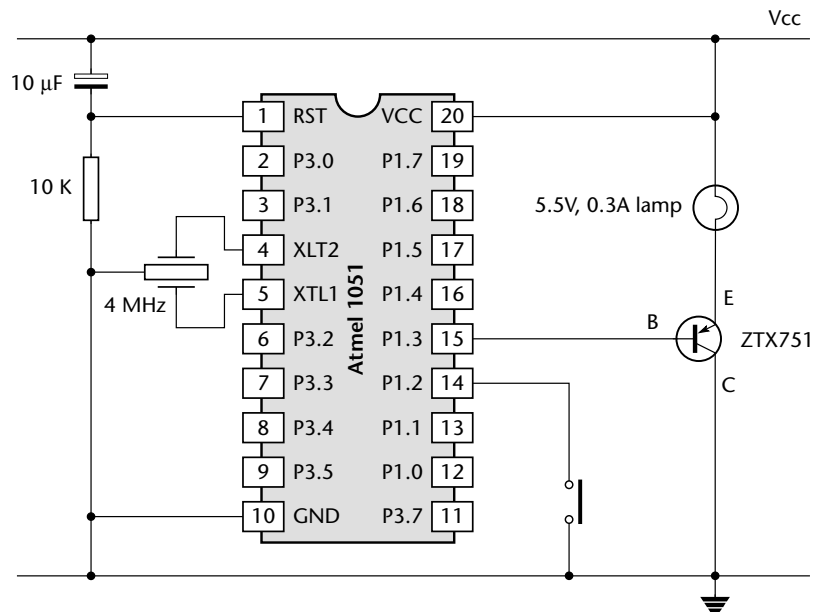 Vcc
10 µF
1 RST VCC 20
2 P3.0 P1.7 19
10 K
3 P3.1 P1.6 18
5.5V, 0.3A lamp
4 XLT2 P1.5 17
4 MHz
5 XTL1 P1.4 16
Atmel 1051
E
B
6 P3.2 P1.3 15
ZTX751
7 P3.3 P1.2 14
C
8 P3.4 P1.1 13
9 P3.5 P1.0 12
10 GND P3.7 11